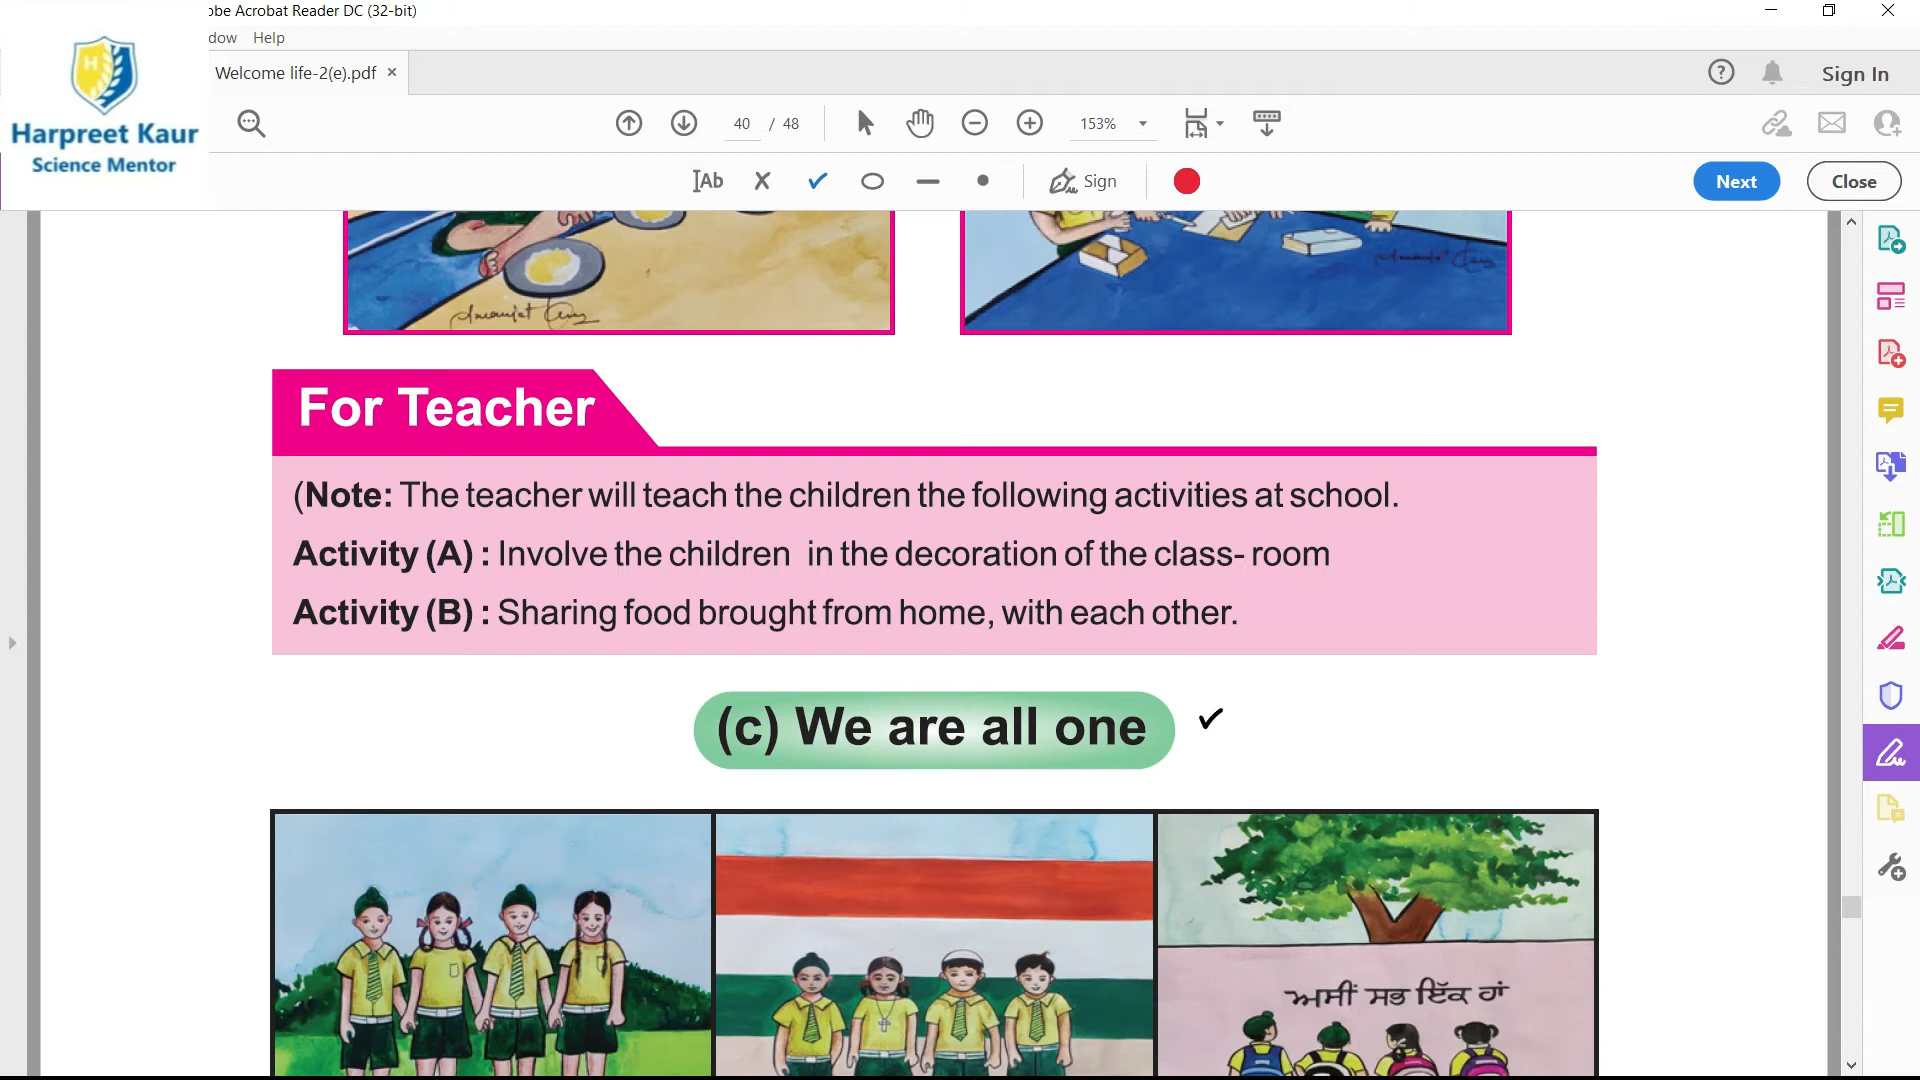 obe Acrobat Reader DC (32-bit)
dow Help
Welcome life-2(e).pdf ×
Sign In
Harpreet Kaur
Science Mentor
40 / 48
153%
Ab
Sign
Next
Close
For Teacher
(Note: The teacher will teach the children the following activities at school.
Activity (A) : Involve the children in the decoration of the class- room
Activity (B) : Sharing food brought from home, with each other.
(c) We are all one
ਅਸੀਂ ਸਭ ਇੱਕ ਹਾਂ